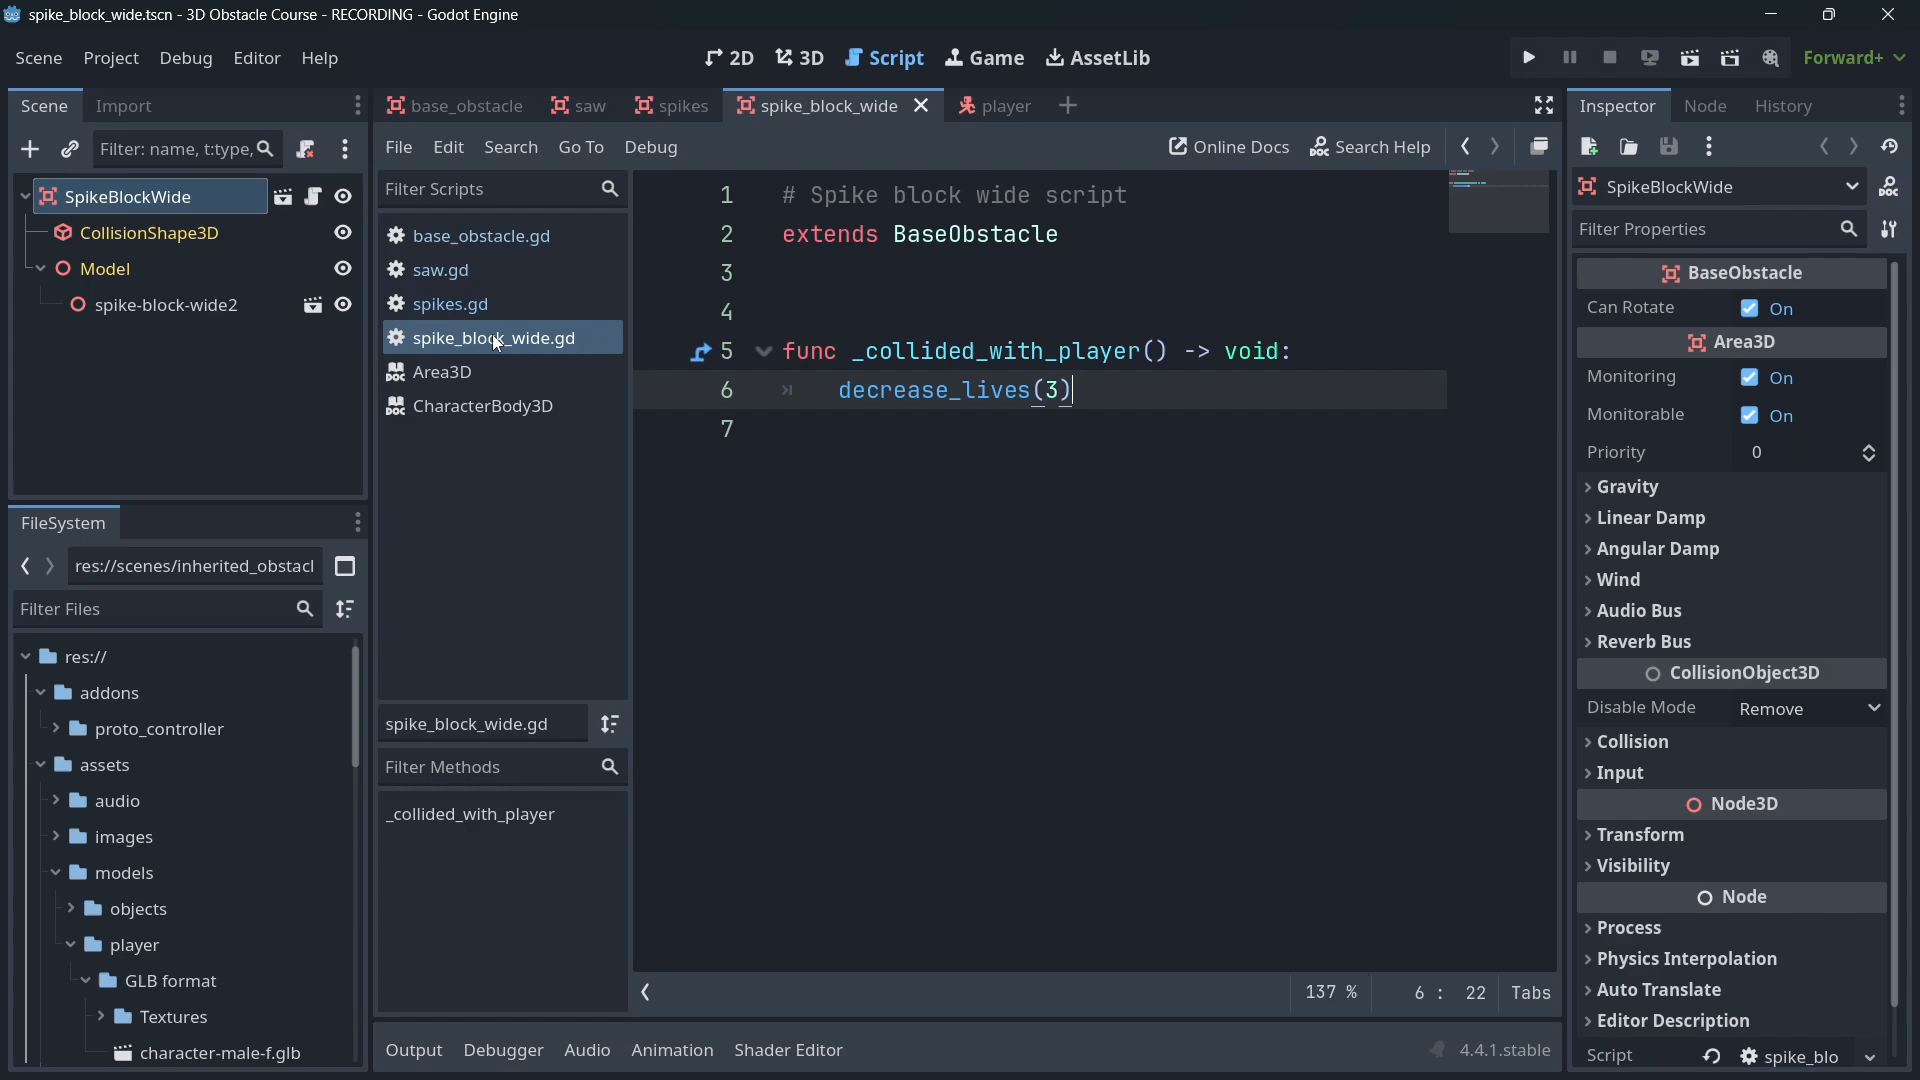 spike_block_wide.tscn - 3D Obstacle Course - RECORDING - Godot Engine
Scene Project Debug Editor Help
2D 3D Script Game AssetLib
Forward+
Scene Import
Filter: name, t:type,
SpikeBlockWide
CollisionShape3D
Model
spike-block-wide2
FileSystem
res://scenes/inherited_obstacl
Filter Files
res://
addons
proto_controller
assets
audio
images
models
objects
player
GLB format
Textures
character-male-f.glb
base_obstacle saw spikes spike_block_wide player
File Edit Search Go To Debug
Online Docs Search Help
Filter Scripts
base_obstacle.gd
saw.gd
spikes.gd
spike_block_wide.gd
Area3D
CharacterBody3D
spike_block_wide.gd
Filter Methods
_collided_with_player
1 # Spike block wide script
2 extends BaseObstacle
3
4
5 func _collided_with_player() -> void:
6 decrease_lives(3)
7
137 % 6 : 22 Tabs
Output Debugger Audio Animation Shader Editor
4.4.1.stable
Inspector Node History
SpikeBlockWide
Filter Properties
BaseObstacle
Can Rotate On
Area3D
Monitoring On
Monitorable On
Priority 0
Gravity
Linear Damp
Angular Damp
Wind
Audio Bus
Reverb Bus
CollisionObject3D
Disable Mode Remove
Collision
Input
Node3D
Transform
Visibility
Node
Process
Physics Interpolation
Auto Translate
Editor Description
Script spike_blo